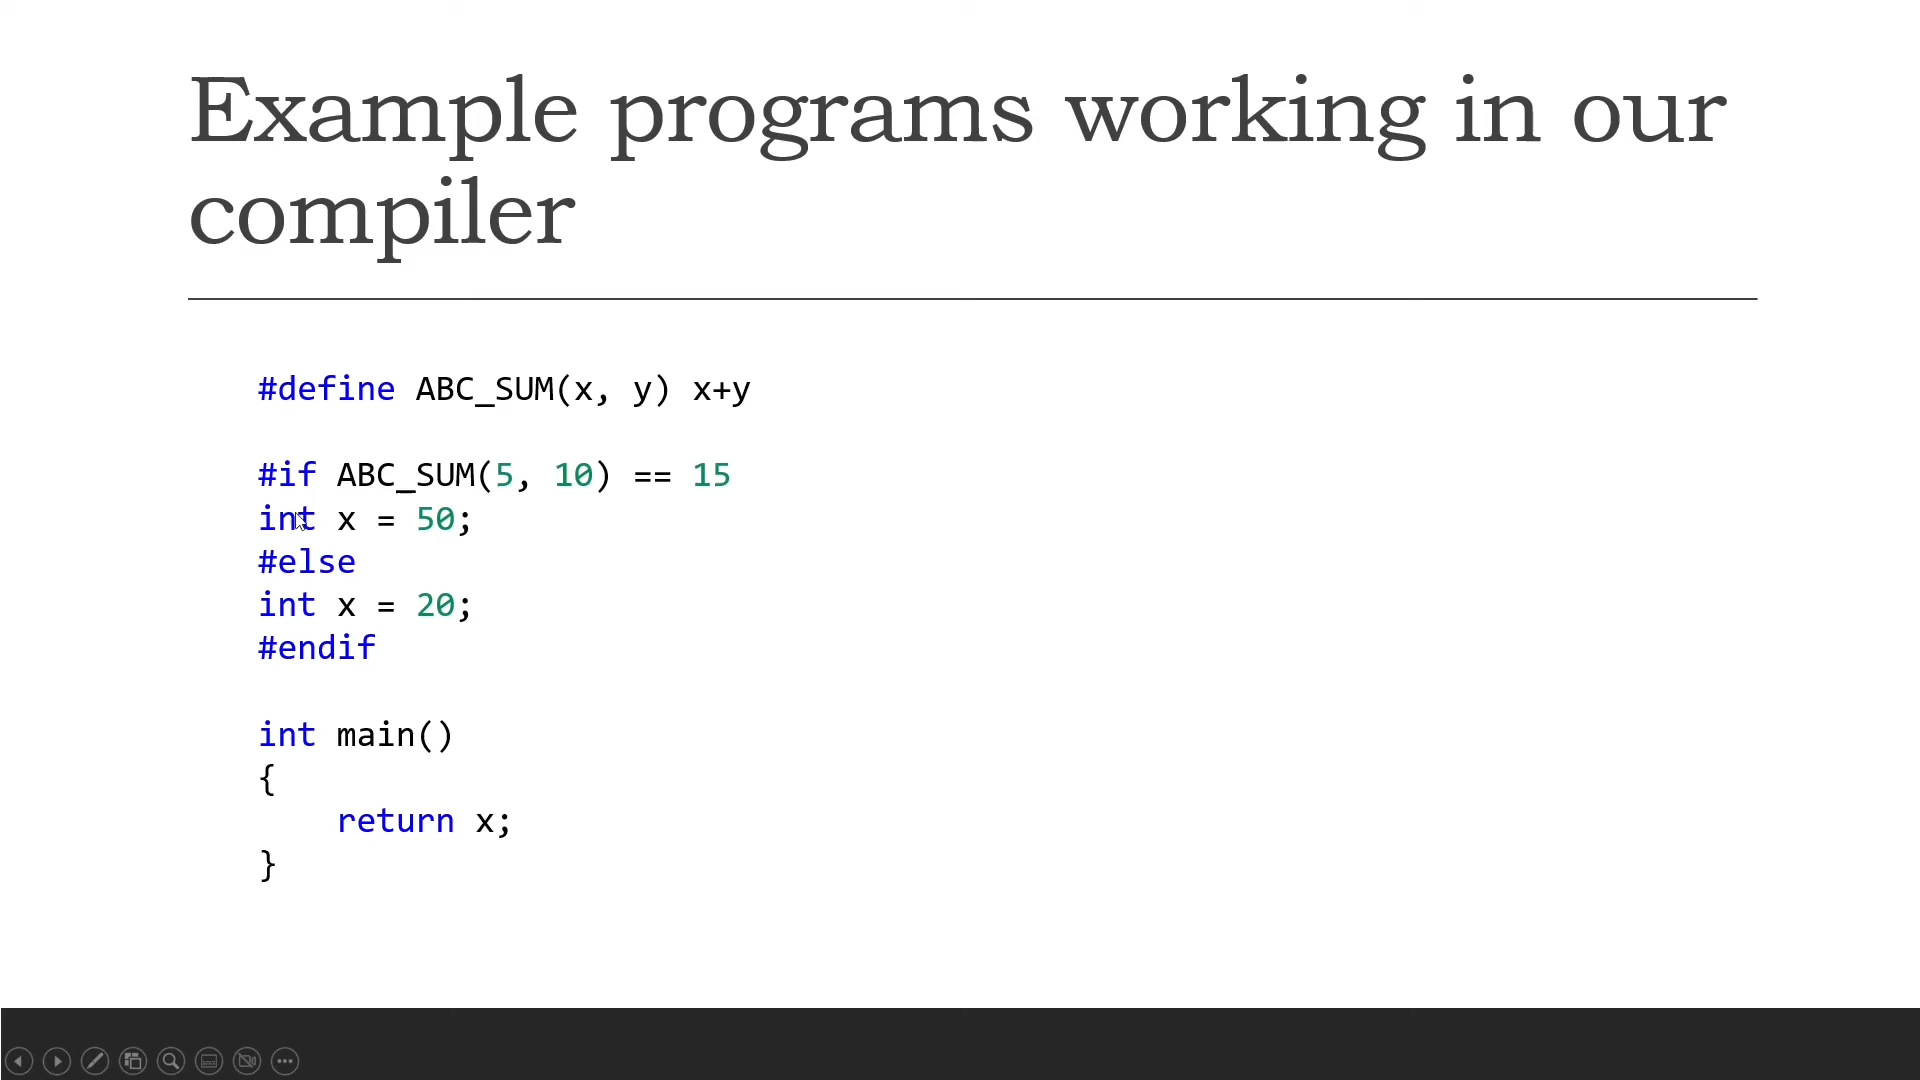 Example programs working in our
compiler
#define ABC_SUM(x, y) x+y
#if ABC_SUM(5, 10) == 15
int x = 50;
#else
int x = 20;
#endif
int main()
{
    return x;
}